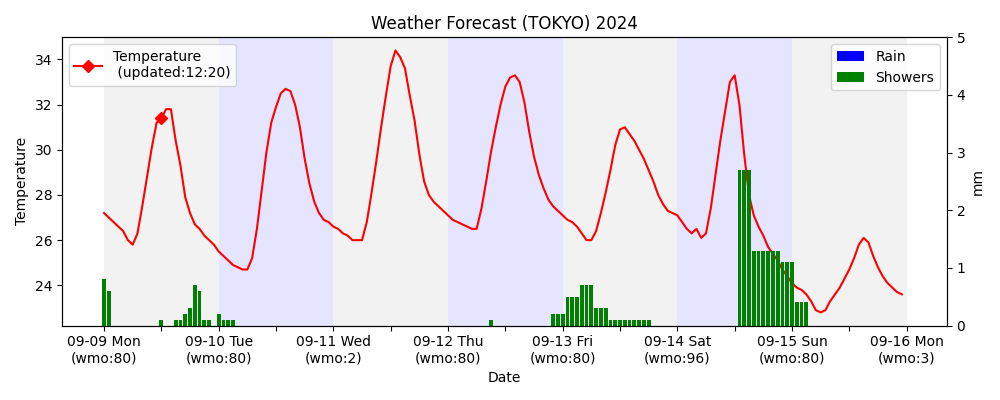 Weather Forecast (TOKYO) 2024
Temperature
(updated:12:20)
Rain
Showers
34
32
30
28
26
24
Temperature
5
4
3
2
1
0
mm
09-09 Mon
(wmo:80)
09-10 Tue
(wmo:80)
09-11 Wed
(wmo:2)
09-12 Thu
(wmo:80)
09-13 Fri
(wmo:80)
09-14 Sat
(wmo:96)
09-15 Sun
(wmo:80)
09-16 Mon
(wmo:3)
Date